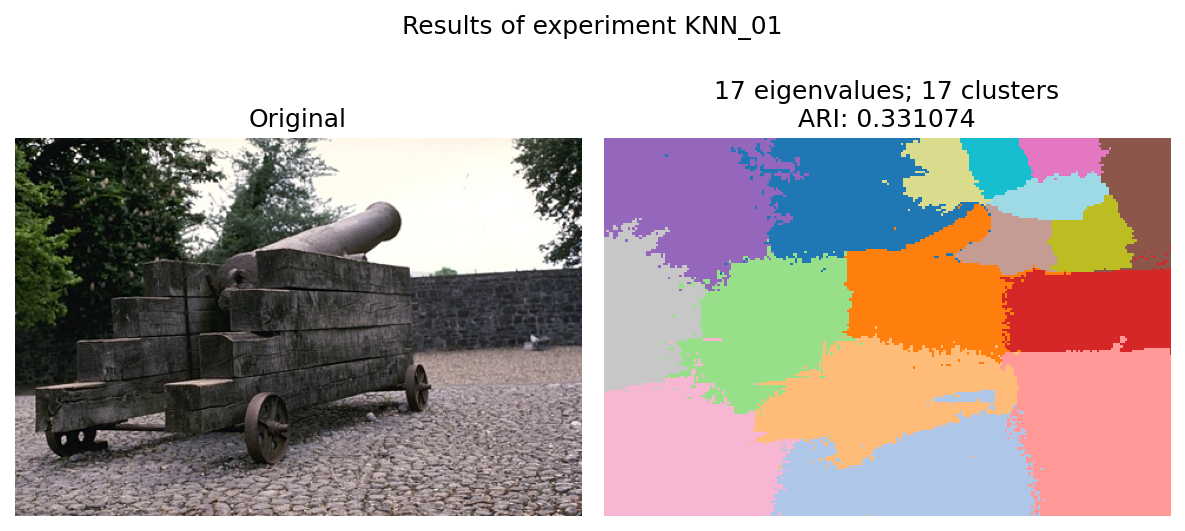 Results of experiment KNN_01
Original
17 eigenvalues; 17 clusters
ARI: 0.331074